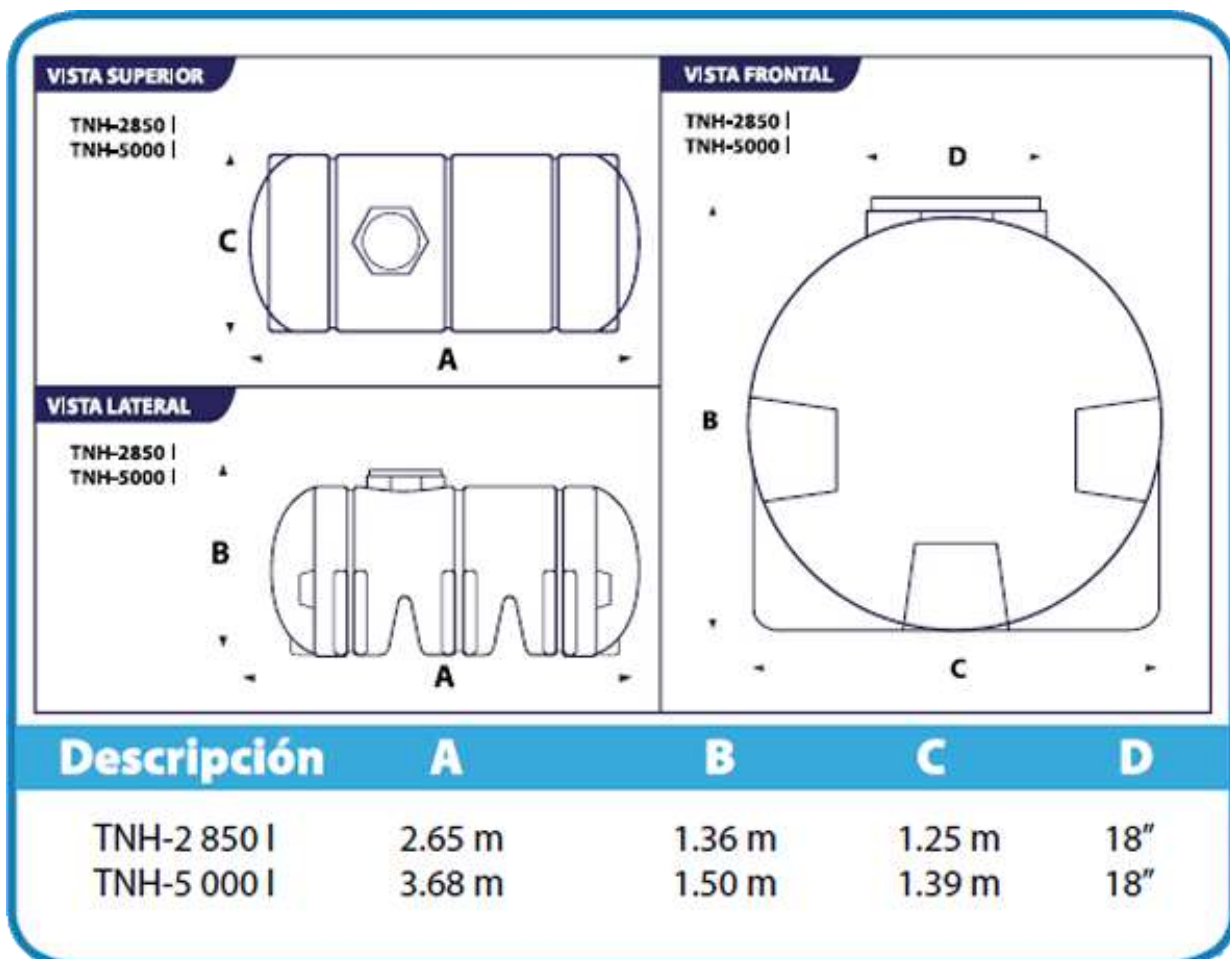 VISTA SUPERIOR
TNH-2850 l
TNH-5000 l
C
A
VISTA LATERAL
TNH-2850 l
TNH-5000 l
B
A
VISTA FRONTAL
TNH-2850 l
TNH-5000 l
D
B
C
Descripción A B C D
TNH-2 850 l 2.65 m 1.36 m 1.25 m 18"
TNH-5 000 l 3.68 m 1.50 m 1.39 m 18"